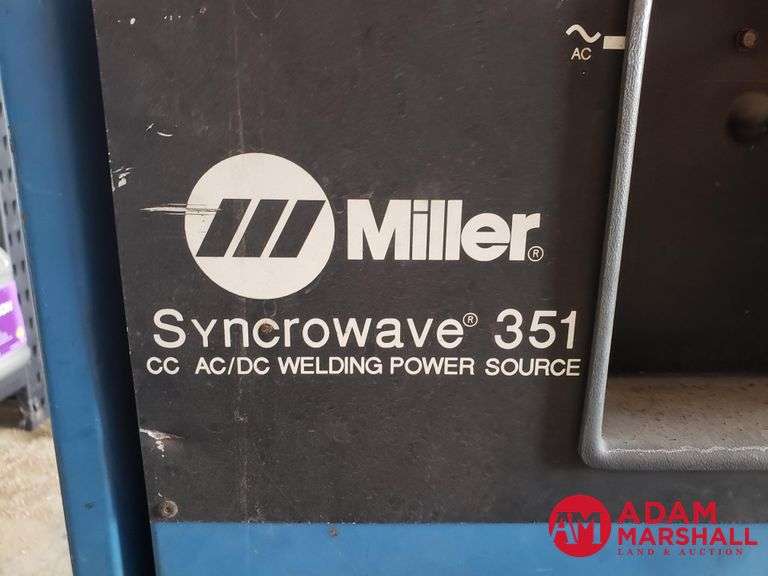 AC
Miller®
Syncrowave® 351
CC AC/DC WELDING POWER SOURCE
AM ADAM
MARSHALL
LAND & AUCTION